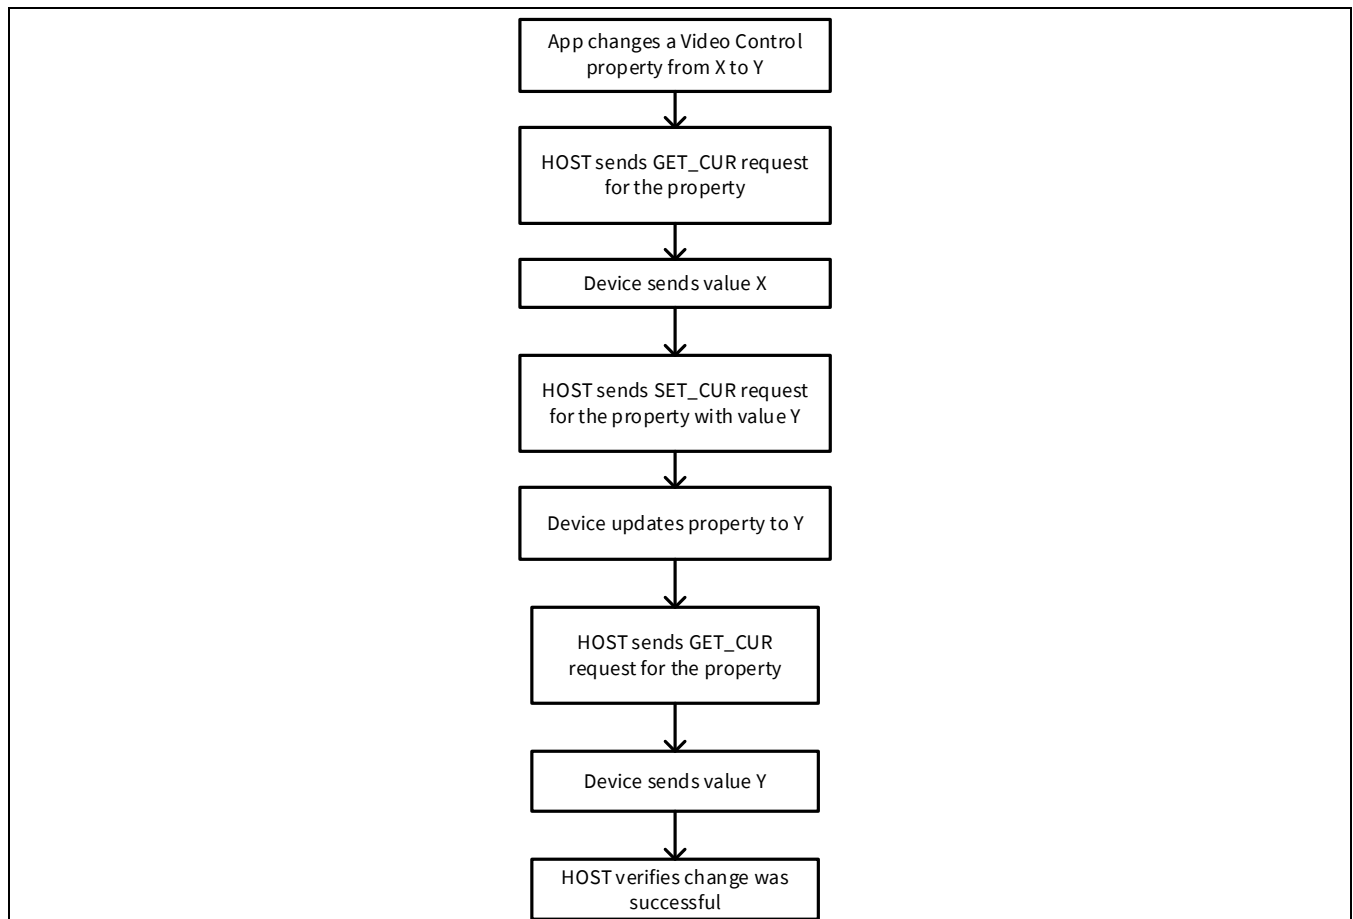 App changes a Video Control
property from X to Y
HOST sends GET_CUR request
for the property
Device sends value X
HOST sends SET_CUR request
for the property with value Y
Device updates property to Y
HOST sends GET_CUR
request for the property
Device sends value Y
HOST verifies change was
successful